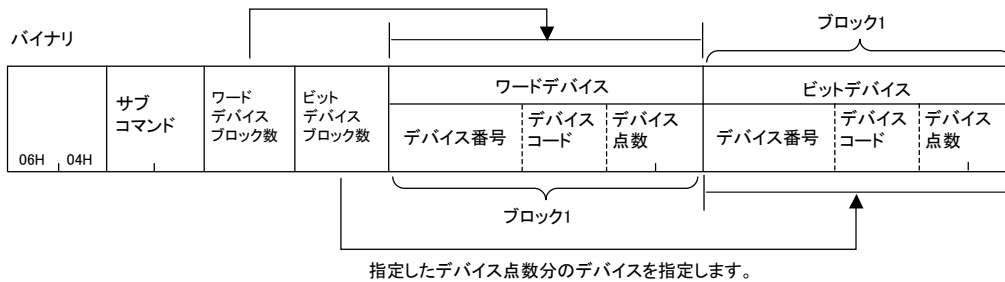 バイナリ
ブロック1
サブ
コマンド
ワード
デバイス
ブロック数
ビット
デバイス
ブロック数
ワードデバイス
ビットデバイス
デバイス番号
デバイス
コード
デバイス
点数
デバイス番号
デバイス
コード
デバイス
点数
06H 04H
ブロック1
指定したデバイス点数分のデバイスを指定します。